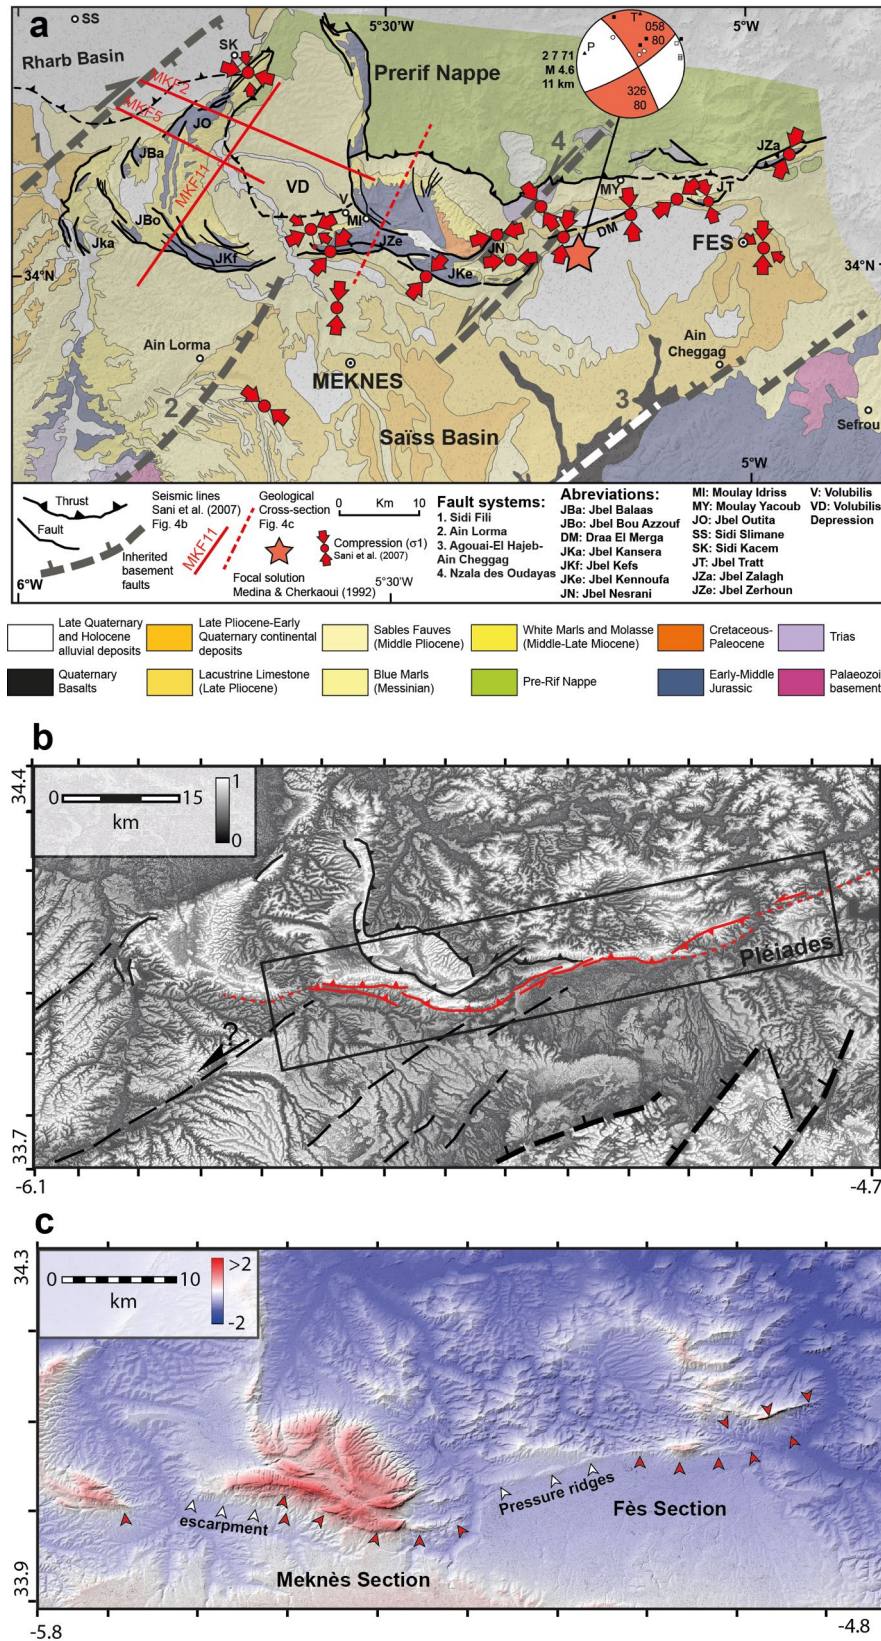 a
SS
5°30'W
5°W
Rharb Basin
SK
Prerif Nappe
2 7 71
M 4.6
11 km
P
T
058
80
326
80
MKF2
MKF5
MKF11
1
JO
JBa
VD
V
MI
JBo
Jka
JKf
JZe
JKe
JN
4
MY
DM
JT
JZa
FES
34°N
34°N
Ain Lorma
MEKNES
2
Saïss Basin
Ain
Cheggag
3
Sefrou
5°W
Thrust
Fault
Inherited
basement
faults
Seismic lines
Sani et al. (2007)
Fig. 4b
MKF11
Geological
Cross-section
Fig. 4c
0 Km 10
Compression (σ1)
Sani et al. (2007)
Focal solution
Medina & Cherkaoui (1992)
6°W
5°30'W
Fault systems:
1. Sidi Fili
2. Ain Lorma
3. Agouai-El Hajeb-
Ain Cheggag
4. Nzala des Oudayas
Abreviations:
JBa: Jbel Balaas
JBo: Jbel Bou Azzouf
DM: Draa El Merga
JKa: Jbel Kansera
JKf: Jbel Kefs
JKe: Jbel Kennoufa
JN: Jbel Nesrani
MI: Moulay Idriss
MY: Moulay Yacoub
JO: Jbel Outita
SS: Sidi Slimane
SK: Sidi Kacem
JT: Jbel Tratt
JZa: Jbel Zalagh
JZe: Jbel Zerhoun
V: Volubilis
VD: Volubilis
Depression
Late Quaternary
and Holocene
alluvial deposits
Late Pliocene-Early
Quaternary continental
deposits
Sables Fauves
(Middle Pliocene)
White Marls and Molasse
(Middle-Late Miocene)
Cretaceous-
Paleocene
Trias
Quaternary
Basalts
Lacustrine Limestone
(Late Pliocene)
Blue Marls
(Messinian)
Pre-Rif Nappe
Early-Middle
Jurassic
Palaeozoi
basement
b
34.4
0 15
km
1
0
Pléiades
?
33.7
-6.1
-4.7
c
34.3
0 10
km
>2
-2
escarpment
Pressure ridges
Fès Section
Meknès Section
33.9
-5.8
-4.8